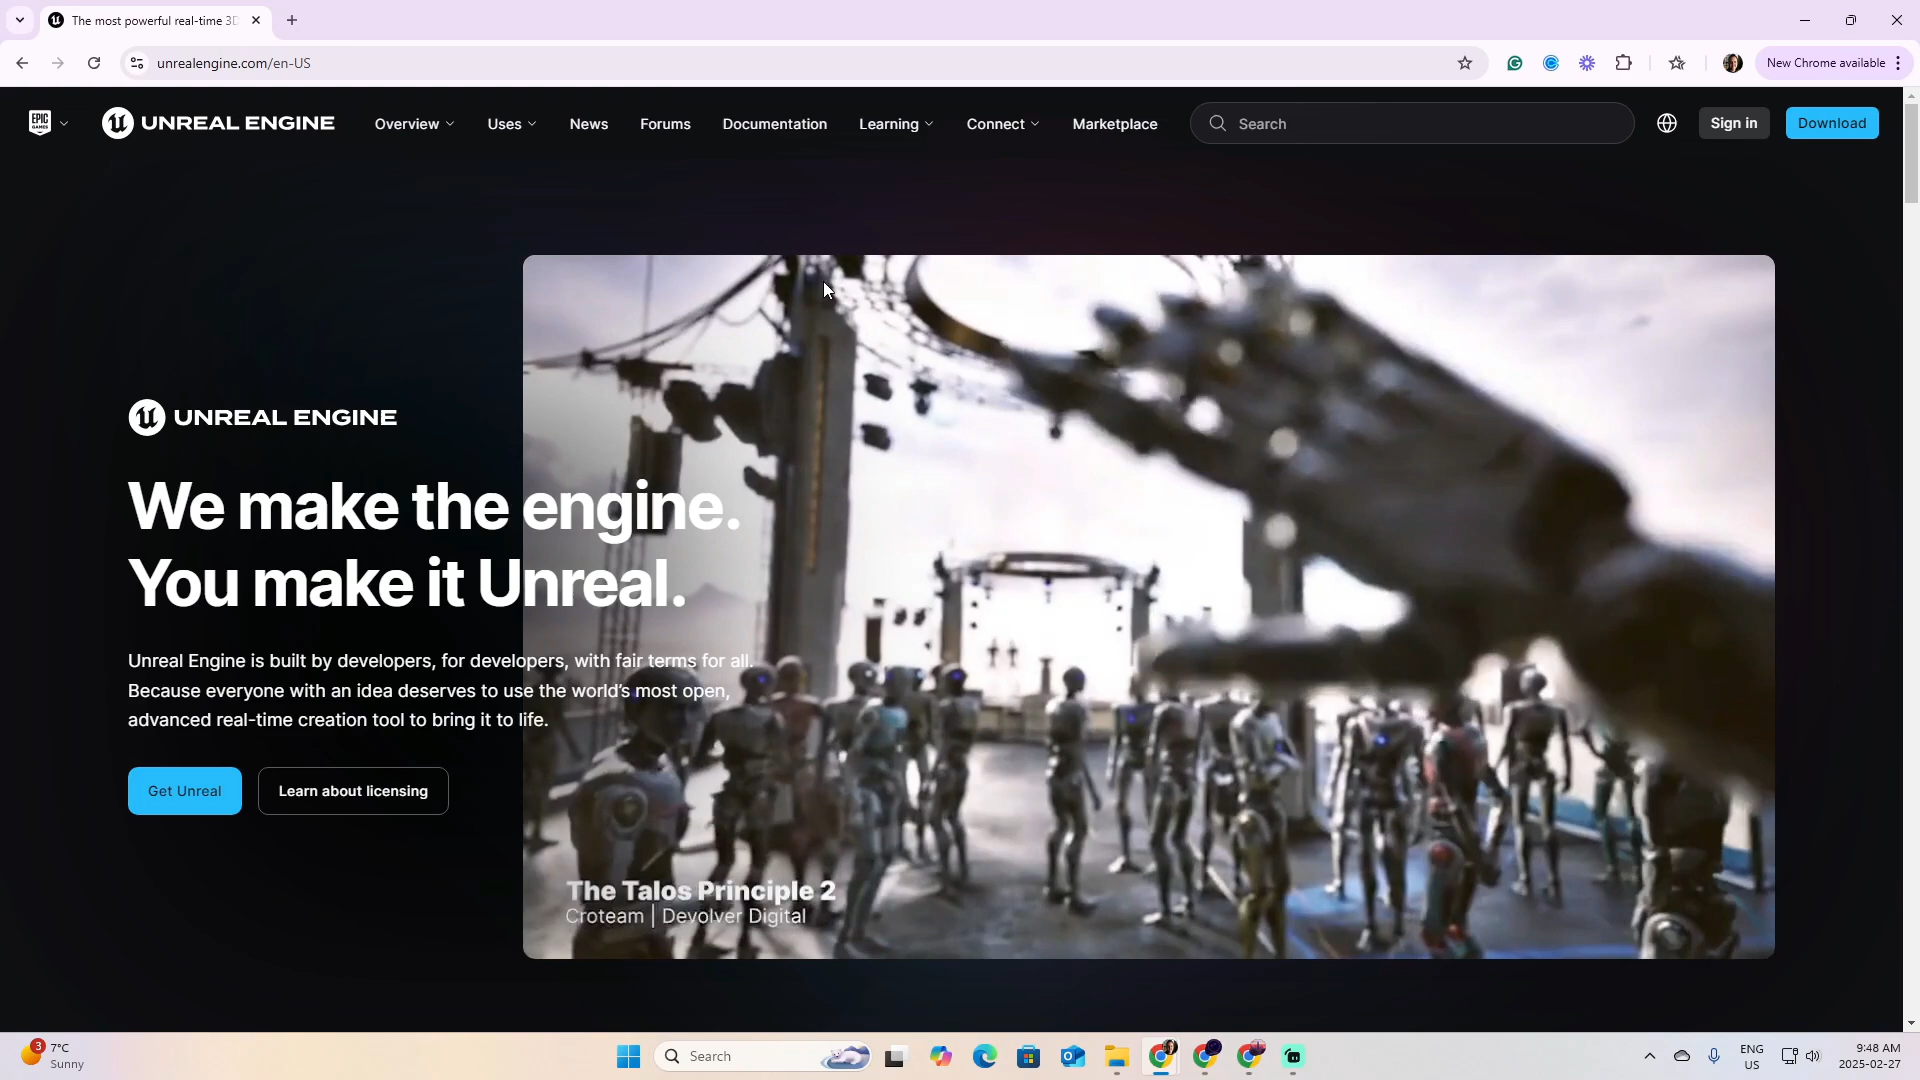 The most powerful real-time 3D
unrealengine.com/en-US
New Chrome available
EPIC GAMES
UNREAL ENGINE
Overview
Uses
News
Forums
Documentation
Learning
Connect
Marketplace
Search
Sign in
Download
UNREAL ENGINE
We make the engine.
You make it Unreal.
Unreal Engine is built by developers, for developers, with fair terms for all.
Because everyone with an idea deserves to use the world's most open,
advanced real-time creation tool to bring it to life.
Get Unreal
Learn about licensing
The Talos Principle 2
Croteam | Devolver Digital
3
7°C
Sunny
Search
ENG
US
9:48 AM
2025-02-27